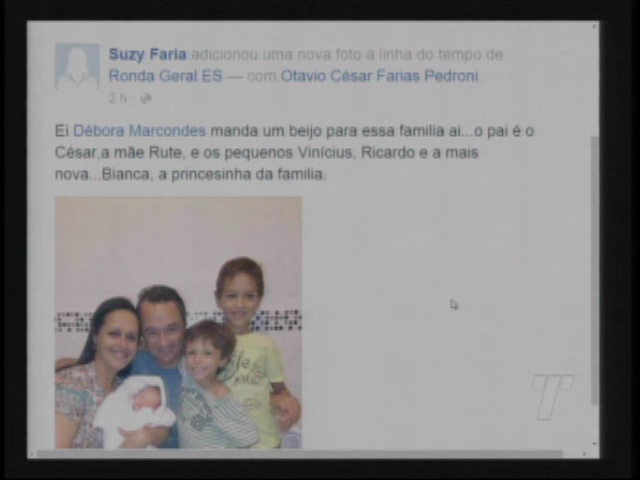 Suzy Faria adicionou uma nova foto à linha do tempo de
Ronda Geral ES — com Otavio César Farias Pedroni.
2 h
Ei Débora Marcondes manda um beijo para essa familia ai...o pai é o
César,a mãe Rute, e os pequenos Vinícius, Ricardo e a mais
nova...Bianca, a princesinha da familia.